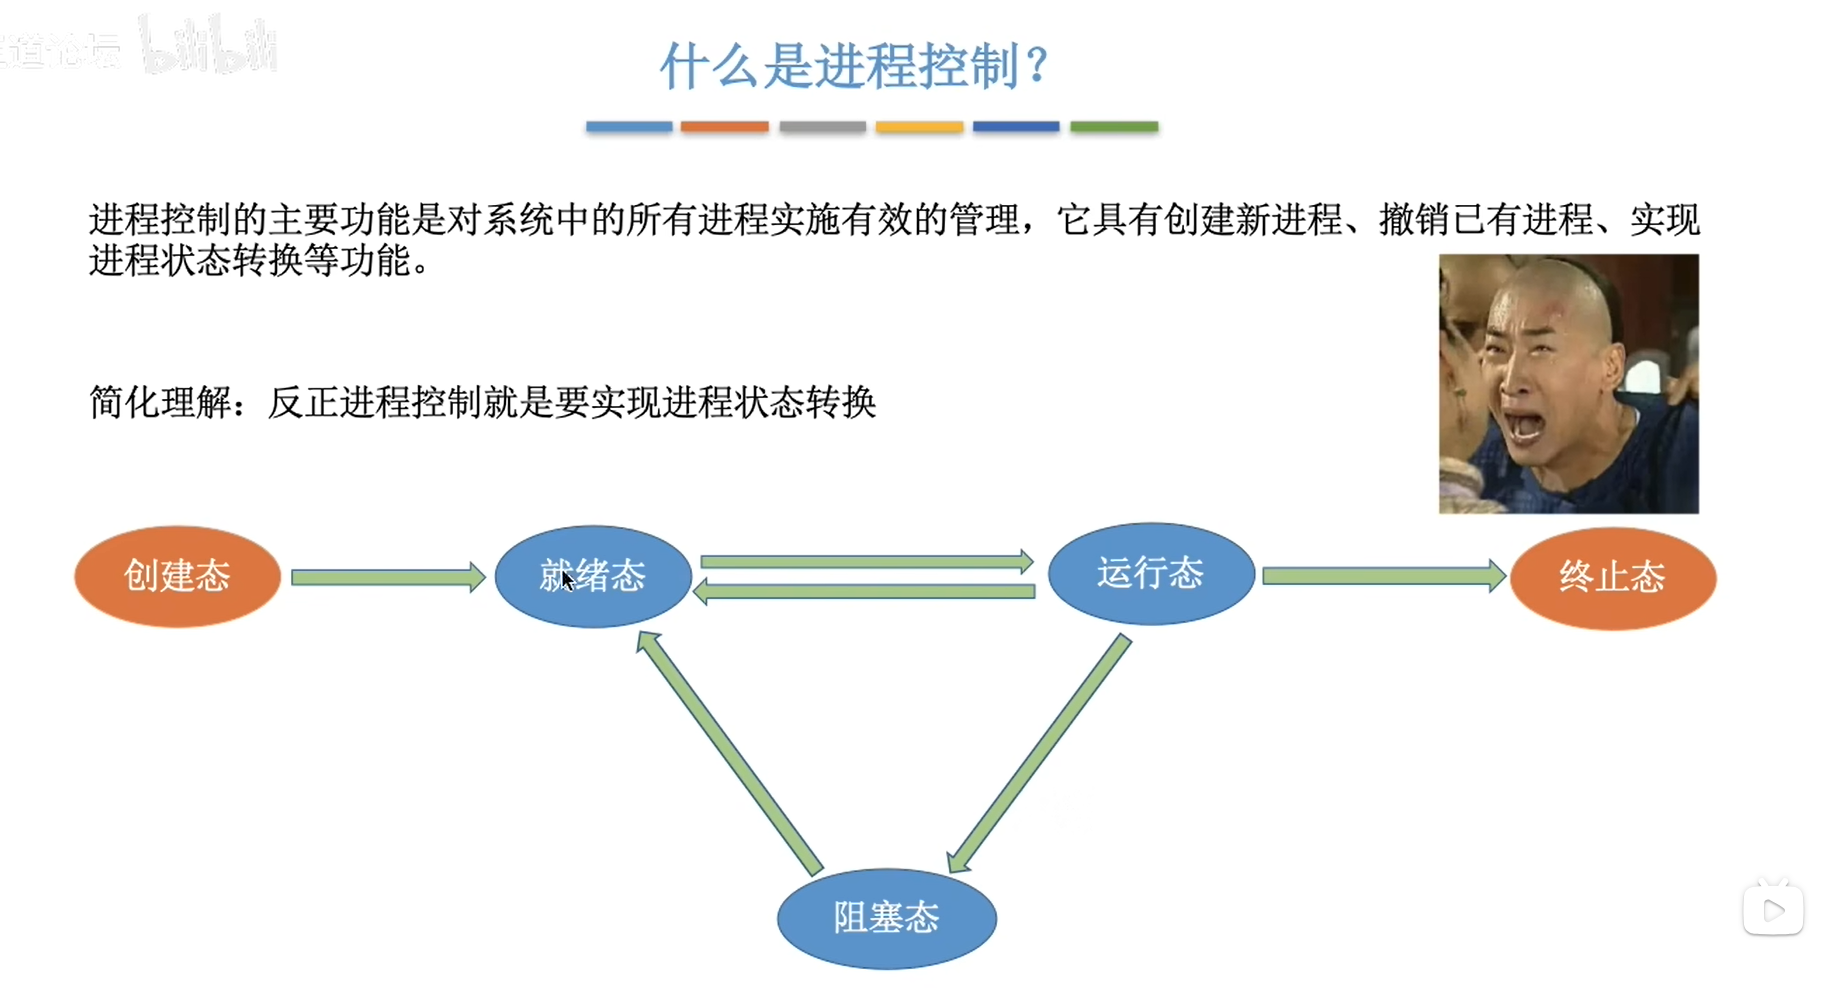 道论坛 bilibili
什么是进程控制？
进程控制的主要功能是对系统中的所有进程实施有效的管理，它具有创建新进程、撤销已有进程、实现
进程状态转换等功能。
简化理解：反正进程控制就是要实现进程状态转换
创建态
就绪态
运行态
终止态
阻塞态